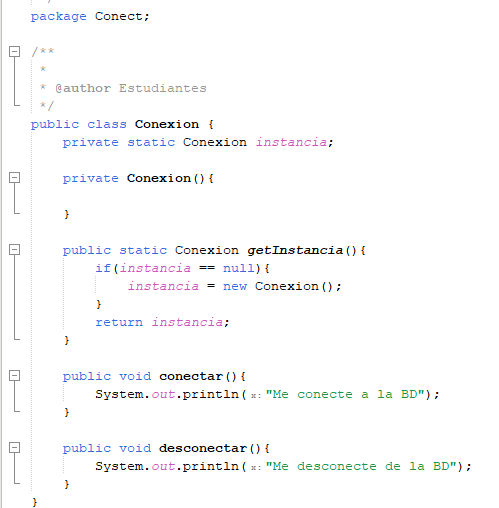 package Conect;
/**
*
* @author Estudiantes
*/
public class Conexion {
private static Conexion instancia;
private Conexion(){
}
public static Conexion getInstancia(){
if(instancia == null){
instancia = new Conexion();
}
return instancia;
}
public void conectar(){
System.out.println(x:"Me conecte a la BD");
}
public void desconectar(){
System.out.println(x:"Me desconecte de la BD");
}
}